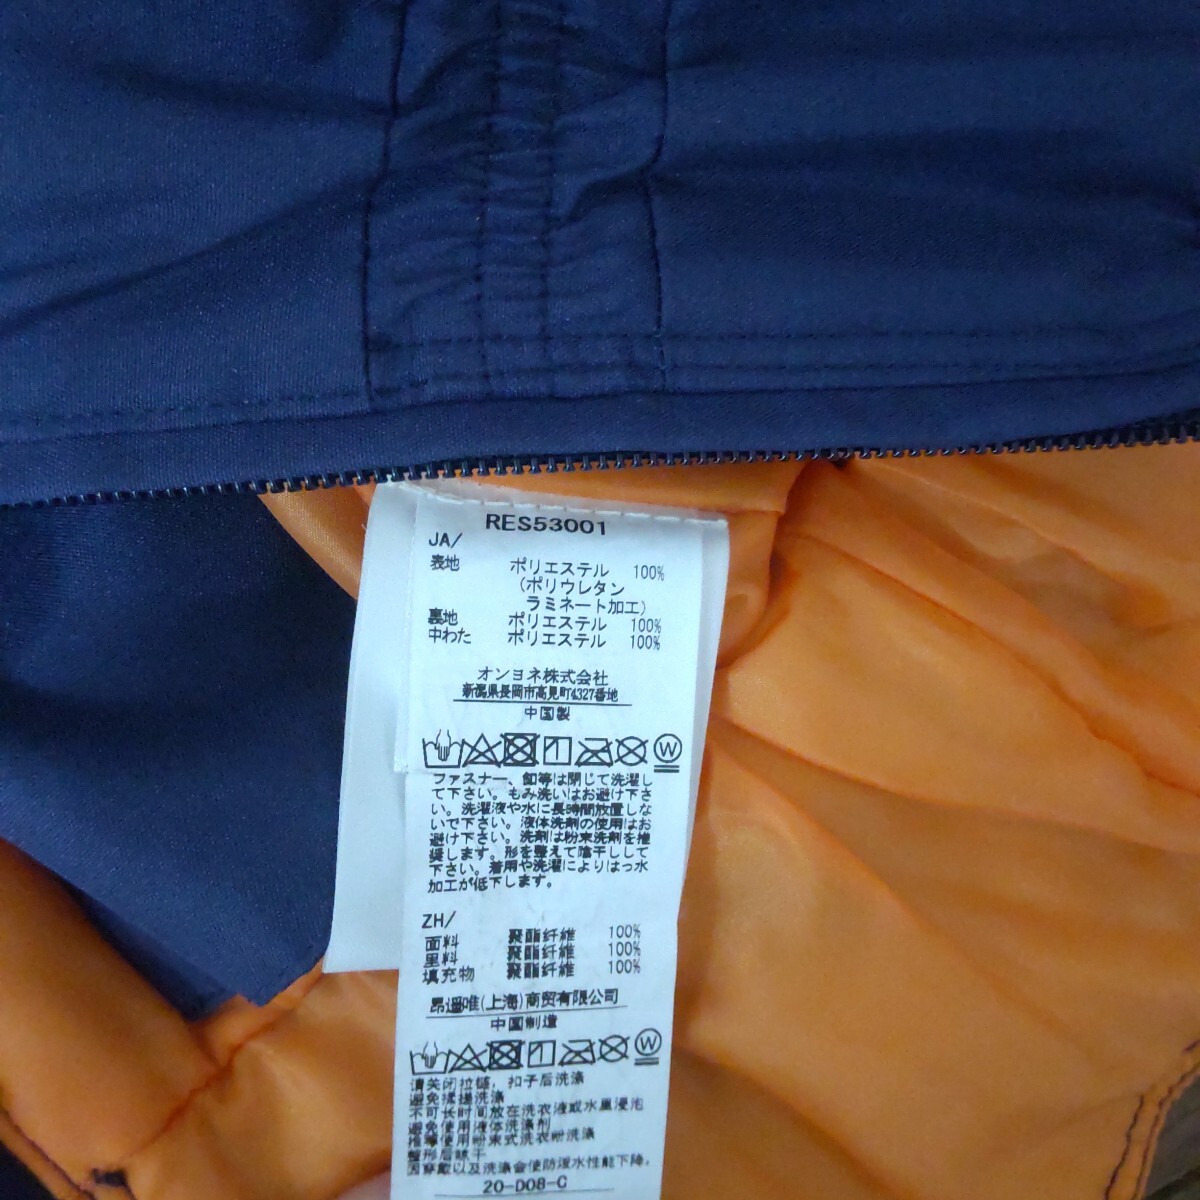 RES53001
JA/
表地 ポリエステル 100%
(ポリウレタン
ラミネート加工)
裏地 ポリエステル 100%
中わた ポリエステル 100%
オンヨネ株式会社
新潟県長岡市高見町4327番地
中国製
W
ファスナー、釦等は閉じて洗濯し
て下さい。もみ洗いはお避け下さ
い。洗濯液や水に長時間放置しな
いで下さい。液体洗剤の使用はお
避け下さい。洗剤は粉末洗剤を推
奨します。形を整えて陰干しして
下さい。着用や洗濯によりはっ水
加工が低下します。
ZH/
面料 聚酯纤维 100%
里料 聚酯纤维 100%
填充物 聚酯纤维 100%
昂遥唯(上海)商贸有限公司
中国制造
W
请关闭拉链，扣子后洗涤
避免揉搓洗涤
不可长时间放在洗衣液或水里浸泡
避免使用液体洗涤剂
推荐使用粉末式洗衣粉洗涤
整形后晾干
因穿戴以及洗涤会使防泼水性能下降.
20-D08-C